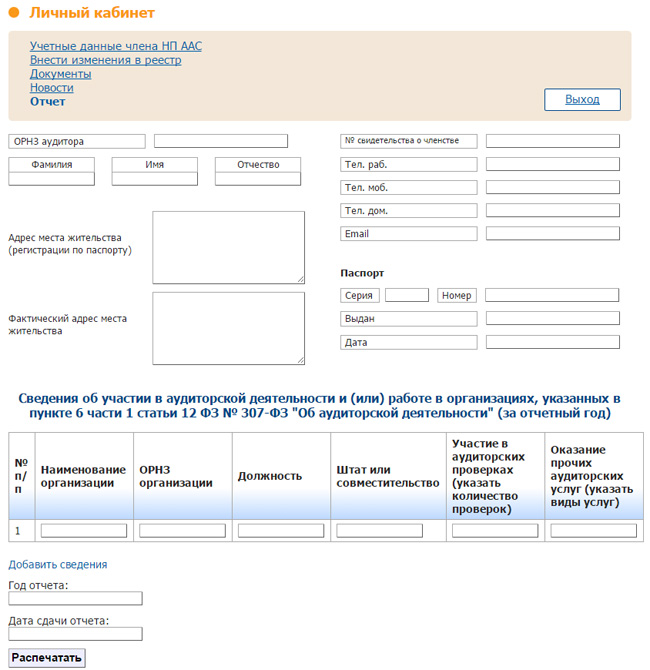 Личный кабинет
Учетные данные члена НП ААС
Внести изменения в реестр
Документы
Новости
Отчет
Выход
ОРНЗ аудитора
№ свидетельства о членстве
Фамилия Имя Отчество
Тел. раб.
Тел. моб.
Тел. дом.
Email
Адрес места жительства
(регистрации по паспорту)
Паспорт
Серия Номер
Выдан
Дата
Фактический адрес места
жительства
Сведения об участии в аудиторской деятельности и (или) работе в организациях, указанных в
пункте 6 части 1 статьи 12 ФЗ № 307-ФЗ "Об аудиторской деятельности" (за отчетный год)
№
п/
п
Наименование
организации
ОРНЗ
организации
Должность
Штат или
совместительство
Участие в
аудиторских
проверках
(указать
количество
проверок)
Оказание
прочих
аудиторских
услуг (указать
виды услуг)
1
Добавить сведения
Год отчета:
Дата сдачи отчета:
Распечатать